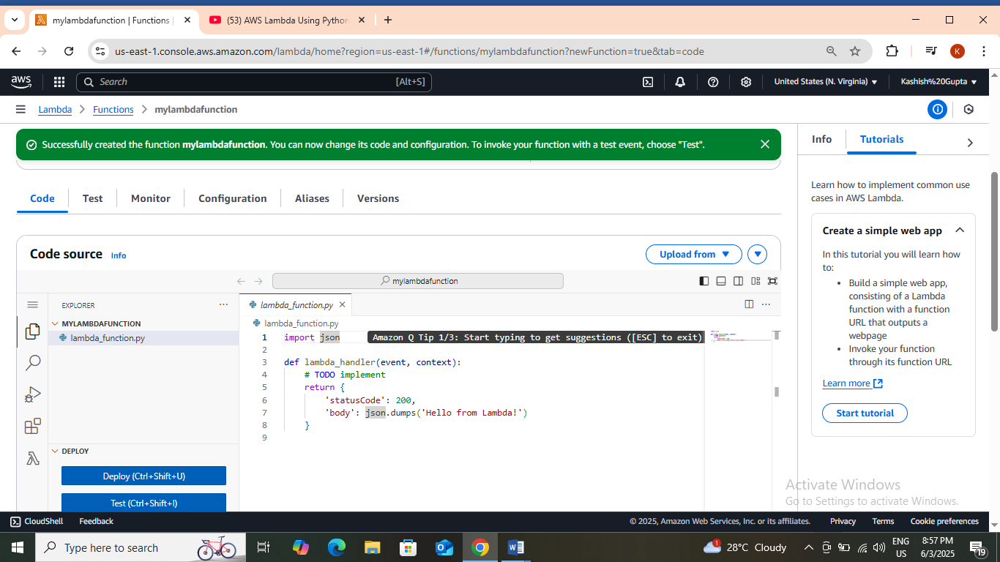 mylambdafunction | Functions
(53) AWS Lambda Using Python
us-east-1.console.aws.amazon.com/lambda/home?region=us-east-1#/functions/mylambdafunction?newFunction=true&tab=code
K
aws
Search
[Alt+S]
United States (N. Virginia)
Kashish%20Gupta
Lambda
Functions
mylambdafunction
Successfully created the function mylambdafunction. You can now change its code and configuration. To invoke your function with a test event, choose "Test".
Code
Test
Monitor
Configuration
Aliases
Versions
Code source
Info
Upload from
mylambdafunction
EXPLORER
MYLAMBDAFUNCTION
lambda_function.py
DEPLOY
Deploy (Ctrl+Shift+U)
Test (Ctrl+Shift+I)
lambda_function.py
lambda_function.py
1 import json
Amazon Q Tip 1/3: Start typing to get suggestions ([ESC] to exit)
2
3 def lambda_handler(event, context):
4 # TODO implement
5 return {
6 'statusCode': 200,
7 'body': json.dumps('Hello from Lambda!')
8 }
9
Info
Tutorials
Learn how to implement common use
cases in AWS Lambda.
Create a simple web app
In this tutorial you will learn how
to:
• Build a simple web app,
consisting of a Lambda
function with a function
URL that outputs a
webpage
• Invoke your function
through its function URL
Learn more
Start tutorial
Activate Windows
Go to Settings to activate Windows.
CloudShell
Feedback
© 2025, Amazon Web Services, Inc. or its affiliates.
Privacy
Terms
Cookie preferences
Type here to search
1
28°C Cloudy
ENG
US
8:57 PM
6/3/2025
19